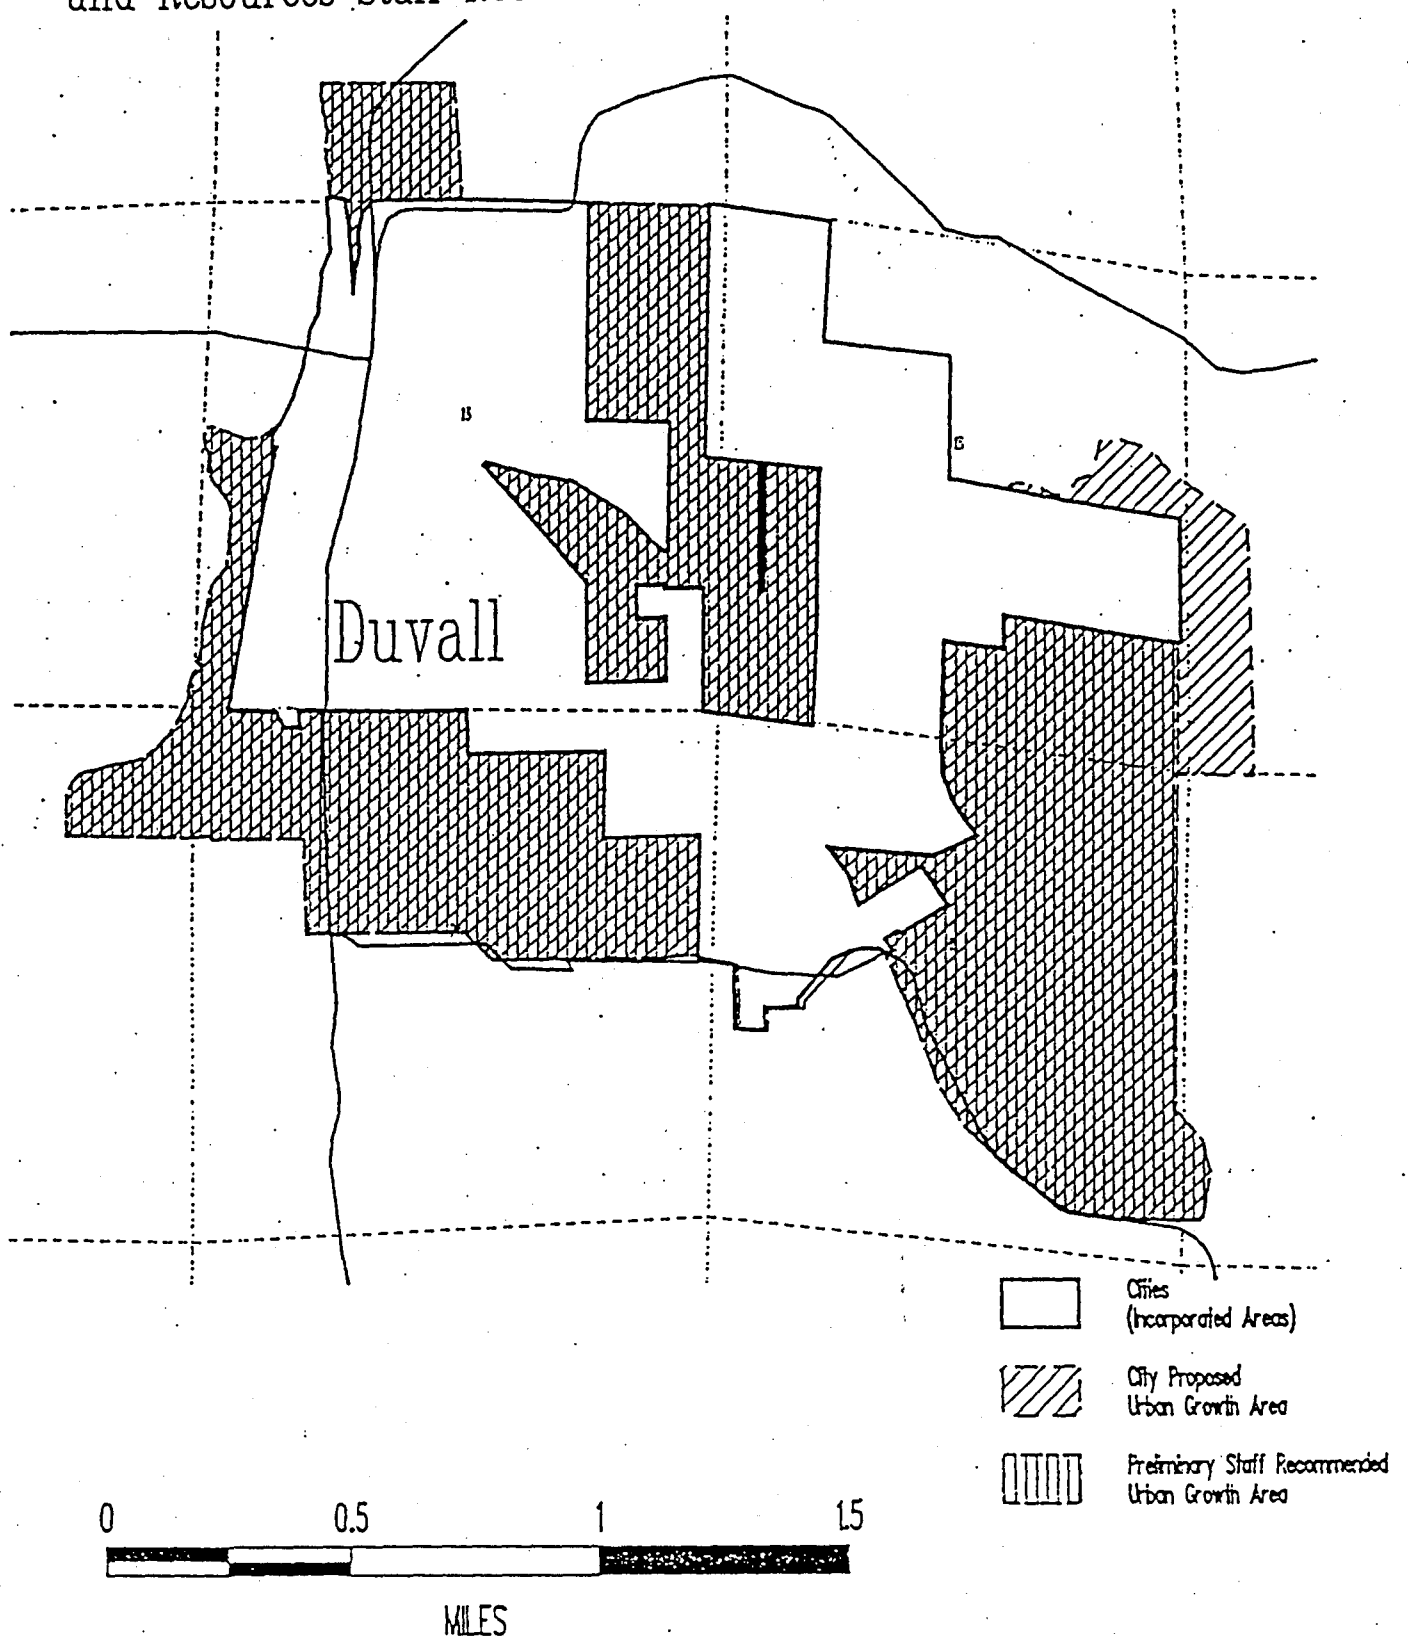 and Resources Staff
15
Duvall
Cities
(Incorporated Areas)
City Proposed
Urban Growth Area
Preliminary Staff Recommended
Urban Growth Area
0 0.5 1 1.5
MILES